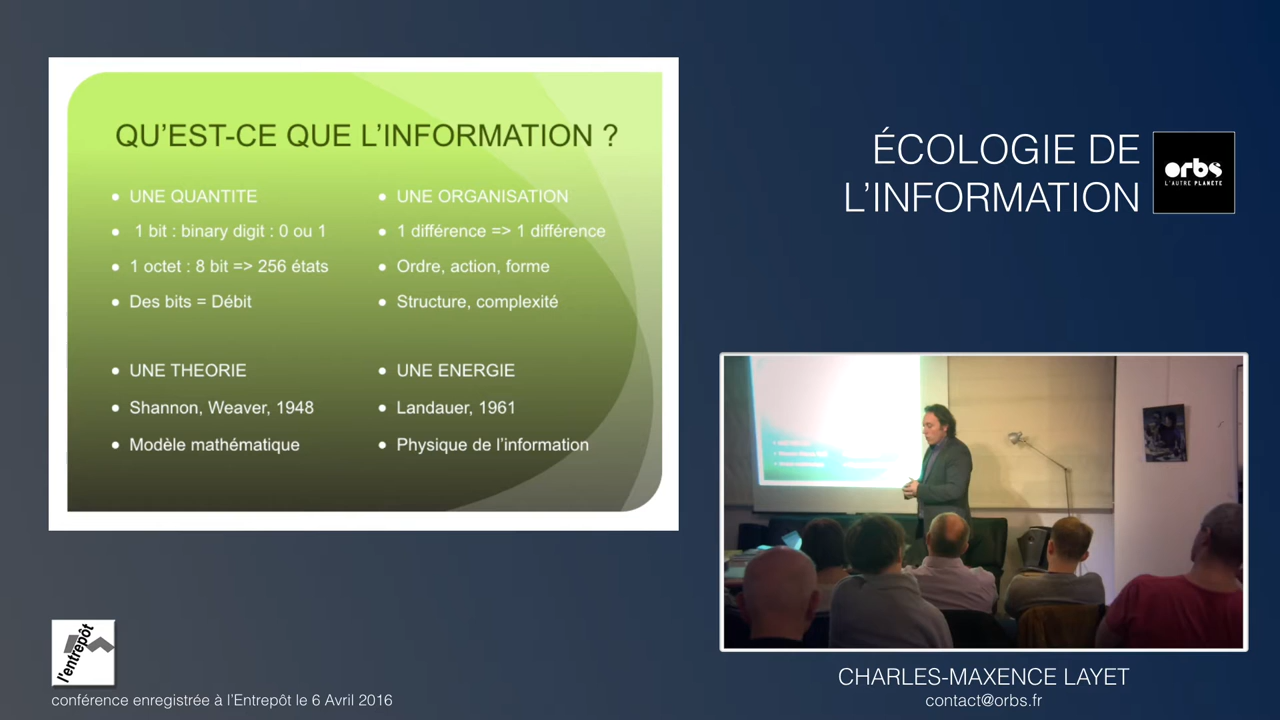 QU'EST-CE QUE L'INFORMATION ?
UNE QUANTITE
1 bit : binary digit : 0 ou 1
1 octet : 8 bit => 256 états
Des bits = Débit
UNE THEORIE
Shannon, Weaver, 1948
Modèle mathématique
UNE ORGANISATION
1 différence => 1 différence
Ordre, action, forme
Structure, complexité
UNE ENERGIE
Landauer, 1961
Physique de l'information
ÉCOLOGIE DE
L'INFORMATION
orbs
L'AUTRE PLANÈTE
CHARLES-MAXENCE LAYET
contact@orbs.fr
l'entrepôt
conférence enregistrée à l'Entrepôt le 6 Avril 2016